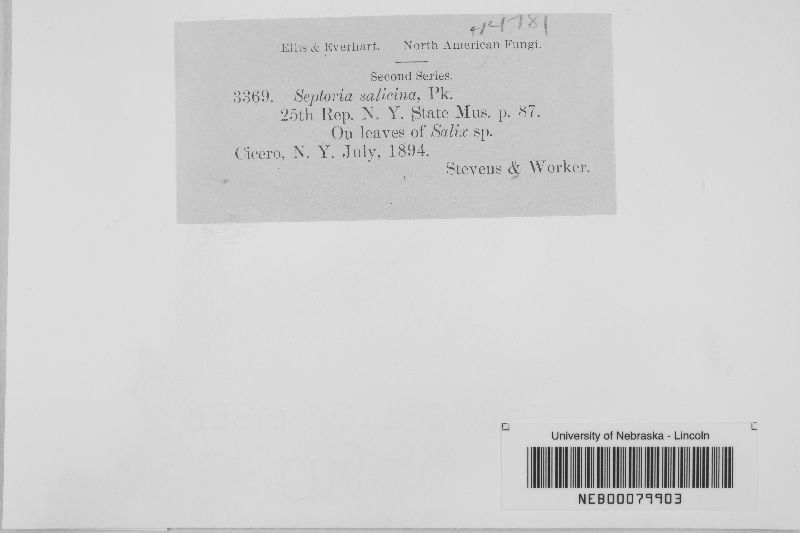 44781
Ellis & Everhart. North American Fungi.
Second Series.
3369. Septoria salicina, Pk.
25th Rep. N. Y. State Mus. p. 87.
On leaves of Salix sp.
Cicero, N. Y. July, 1894.
Stevens & Worker.
University of Nebraska - Lincoln
NEB00079903